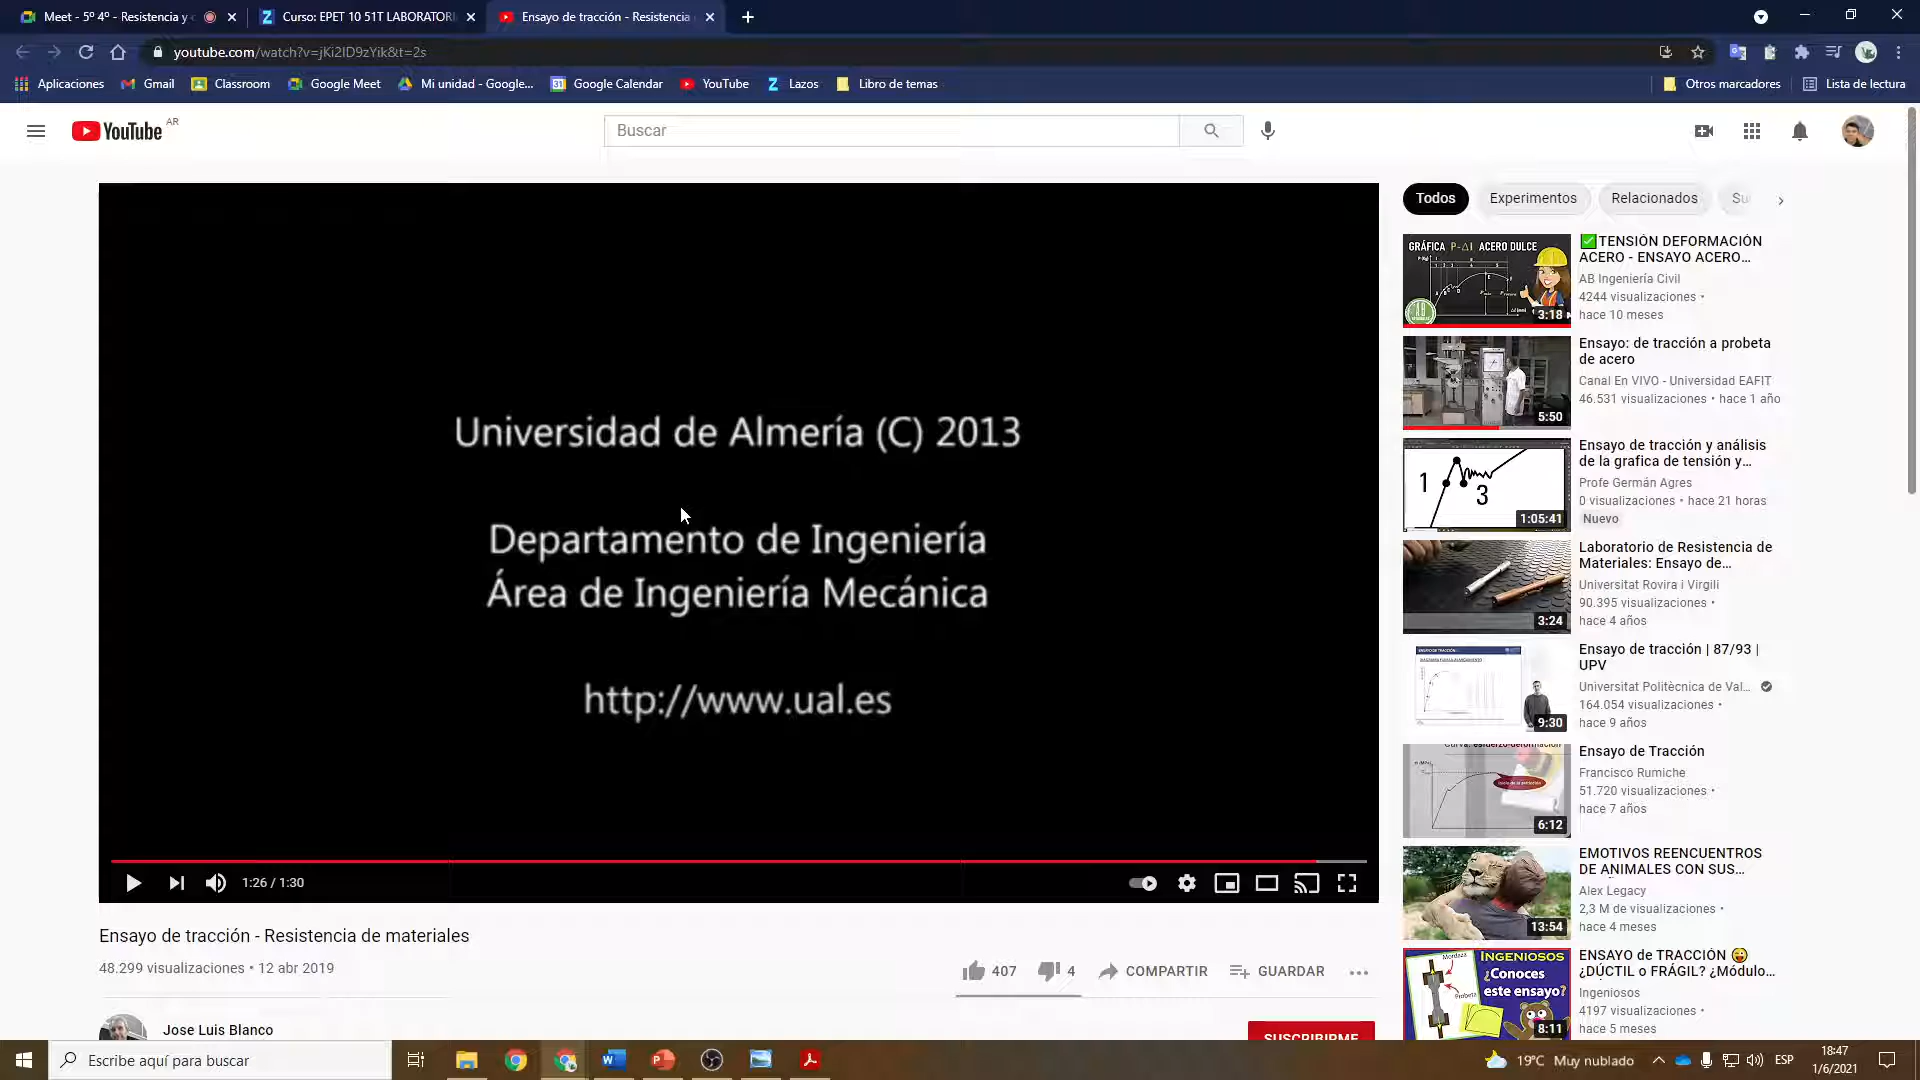 Meet - 5º 4º - Resistencia y
Curso: EPET 10 51T LABORATORI
Ensayo de tracción - Resistencia
youtube.com/watch?v=jKi2ID9zYik&t=2s
Aplicaciones
Gmail
Classroom
Google Meet
Mi unidad - Google...
Google Calendar
YouTube
Lazos
Libro de temas
Otros marcadores
Lista de lectura
YouTube AR
Buscar
Universidad de Almería (C) 2013
Departamento de Ingeniería
Área de Ingeniería Mecánica
http://www.ual.es
1:26 / 1:30
Ensayo de tracción - Resistencia de materiales
48.299 visualizaciones • 12 abr 2019
407
4
COMPARTIR
GUARDAR
Jose Luis Blanco
SUSCRIBIRME
Todos
Experimentos
Relacionados
GRÁFICA P-Δl ACERO DULCE
3:18
TENSIÓN DEFORMACIÓN
ACERO - ENSAYO ACERO...
AB Ingeniería Civil
4244 visualizaciones •
hace 10 meses
5:50
Ensayo: de tracción a probeta
de acero
Canal En VIVO - Universidad EAFIT
46.531 visualizaciones • hace 1 año
1
3
1:05:41
Ensayo de tracción y análisis
de la grafica de tensión y...
Profe Germán Agres
0 visualizaciones • hace 21 horas
Nuevo
3:24
Laboratorio de Resistencia de
Materiales: Ensayo de...
Universitat Rovira i Virgili
90.395 visualizaciones •
hace 4 años
9:30
Ensayo de tracción | 87/93 |
UPV
Universitat Politècnica de Val...
164.054 visualizaciones •
hace 9 años
6:12
Ensayo de Tracción
Francisco Rumiche
51.720 visualizaciones •
hace 7 años
13:54
EMOTIVOS REENCUENTROS
DE ANIMALES CON SUS...
Alex Legacy
2,3 M de visualizaciones •
hace 4 meses
Mordaza
Probeta
INGENIOSOS
¿Conoces
este ensayo?
8:11
ENSAYO de TRACCIÓN
¿DÚCTIL o FRÁGIL? ¿Módulo...
Ingeniosos
4197 visualizaciones •
hace 5 meses
Escribe aquí para buscar
19°C Muy nublado
ESP
18:47
1/6/2021